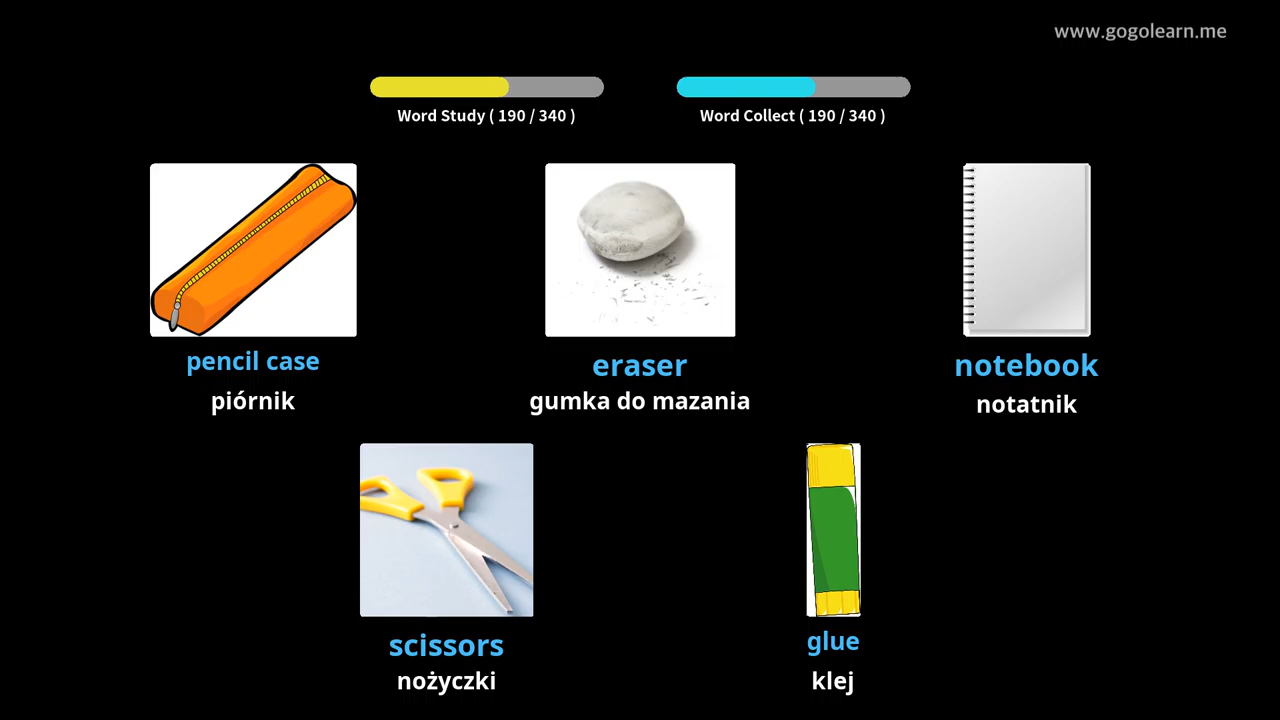 www.gogolearn.me
Word Study ( 190 / 340 )
Word Collect ( 190 / 340 )
pencil case
piórnik
eraser
gumka do mazania
notebook
notatnik
scissors
nożyczki
glue
klej